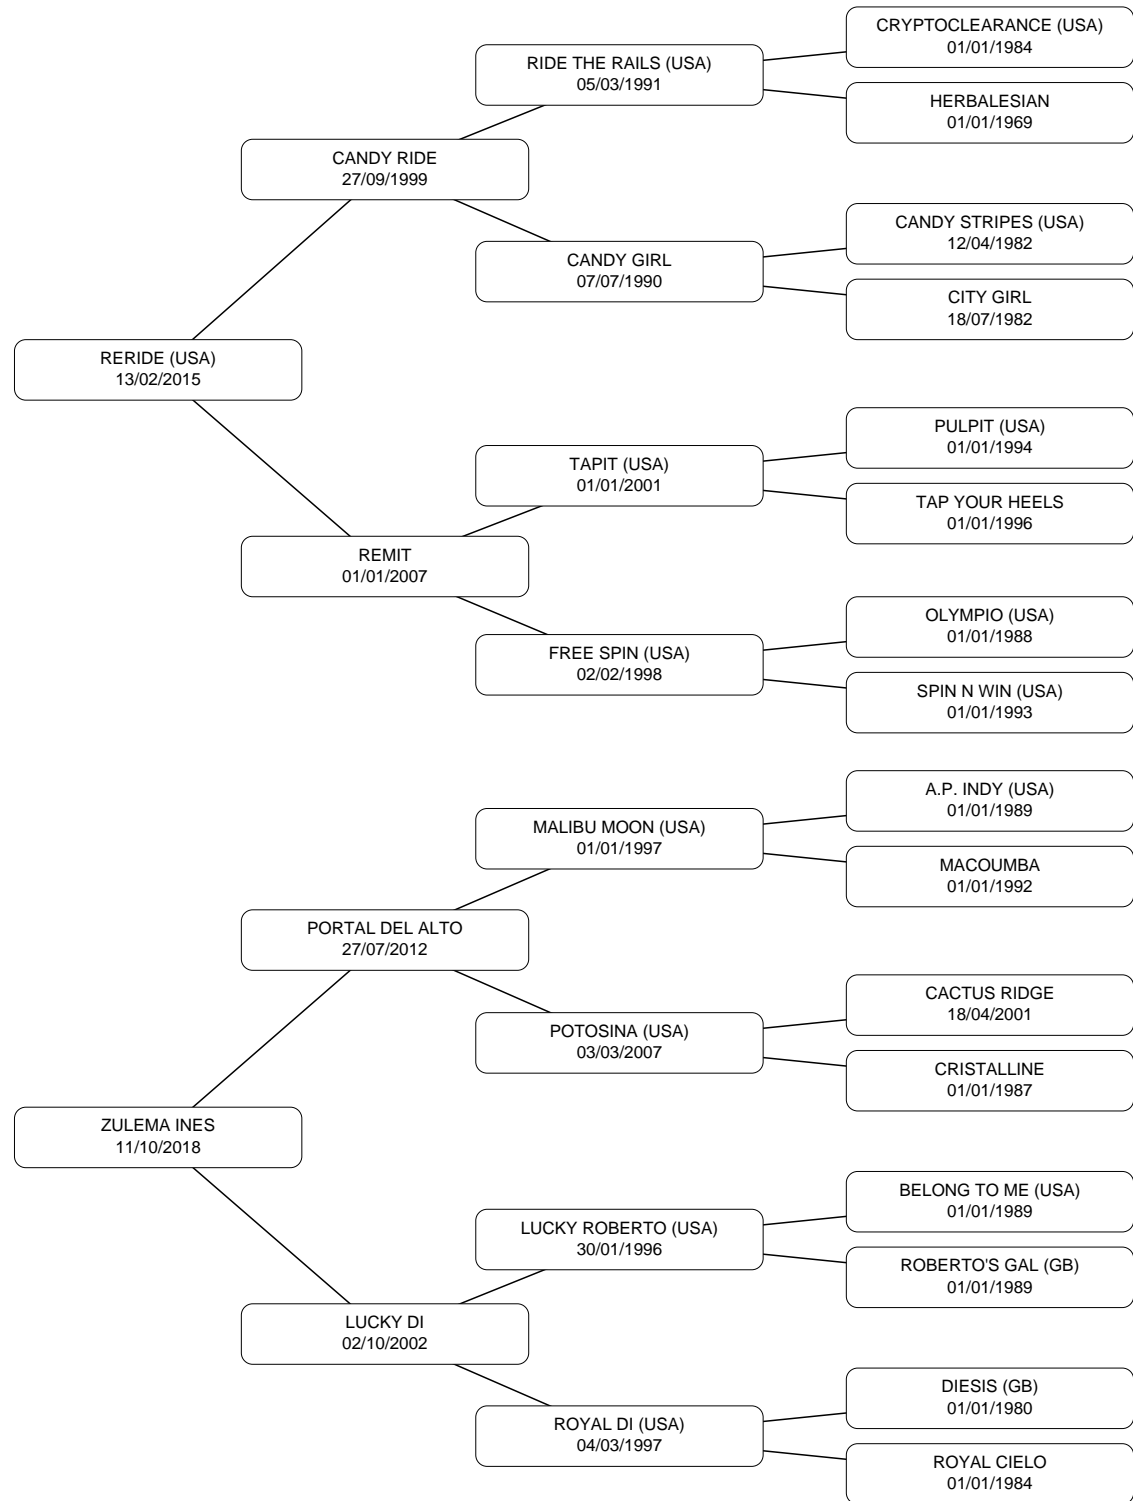 CRYPTOCLEARANCE (USA)
01/01/1984
RIDE THE RAILS (USA)
05/03/1991
HERBALESIAN
01/01/1969
CANDY RIDE
27/09/1999
CANDY STRIPES (USA)
12/04/1982
CANDY GIRL
07/07/1990
CITY GIRL
18/07/1982
RERIDE (USA)
13/02/2015
PULPIT (USA)
01/01/1994
TAPIT (USA)
01/01/2001
TAP YOUR HEELS
01/01/1996
REMIT
01/01/2007
OLYMPIO (USA)
01/01/1988
FREE SPIN (USA)
02/02/1998
SPIN N WIN (USA)
01/01/1993
A.P. INDY (USA)
01/01/1989
MALIBU MOON (USA)
01/01/1997
MACOUMBA
01/01/1992
PORTAL DEL ALTO
27/07/2012
CACTUS RIDGE
18/04/2001
POTOSINA (USA)
03/03/2007
CRISTALLINE
01/01/1987
ZULEMA INES
11/10/2018
BELONG TO ME (USA)
01/01/1989
LUCKY ROBERTO (USA)
30/01/1996
ROBERTO'S GAL (GB)
01/01/1989
LUCKY DI
02/10/2002
DIESIS (GB)
01/01/1980
ROYAL DI (USA)
04/03/1997
ROYAL CIELO
01/01/1984